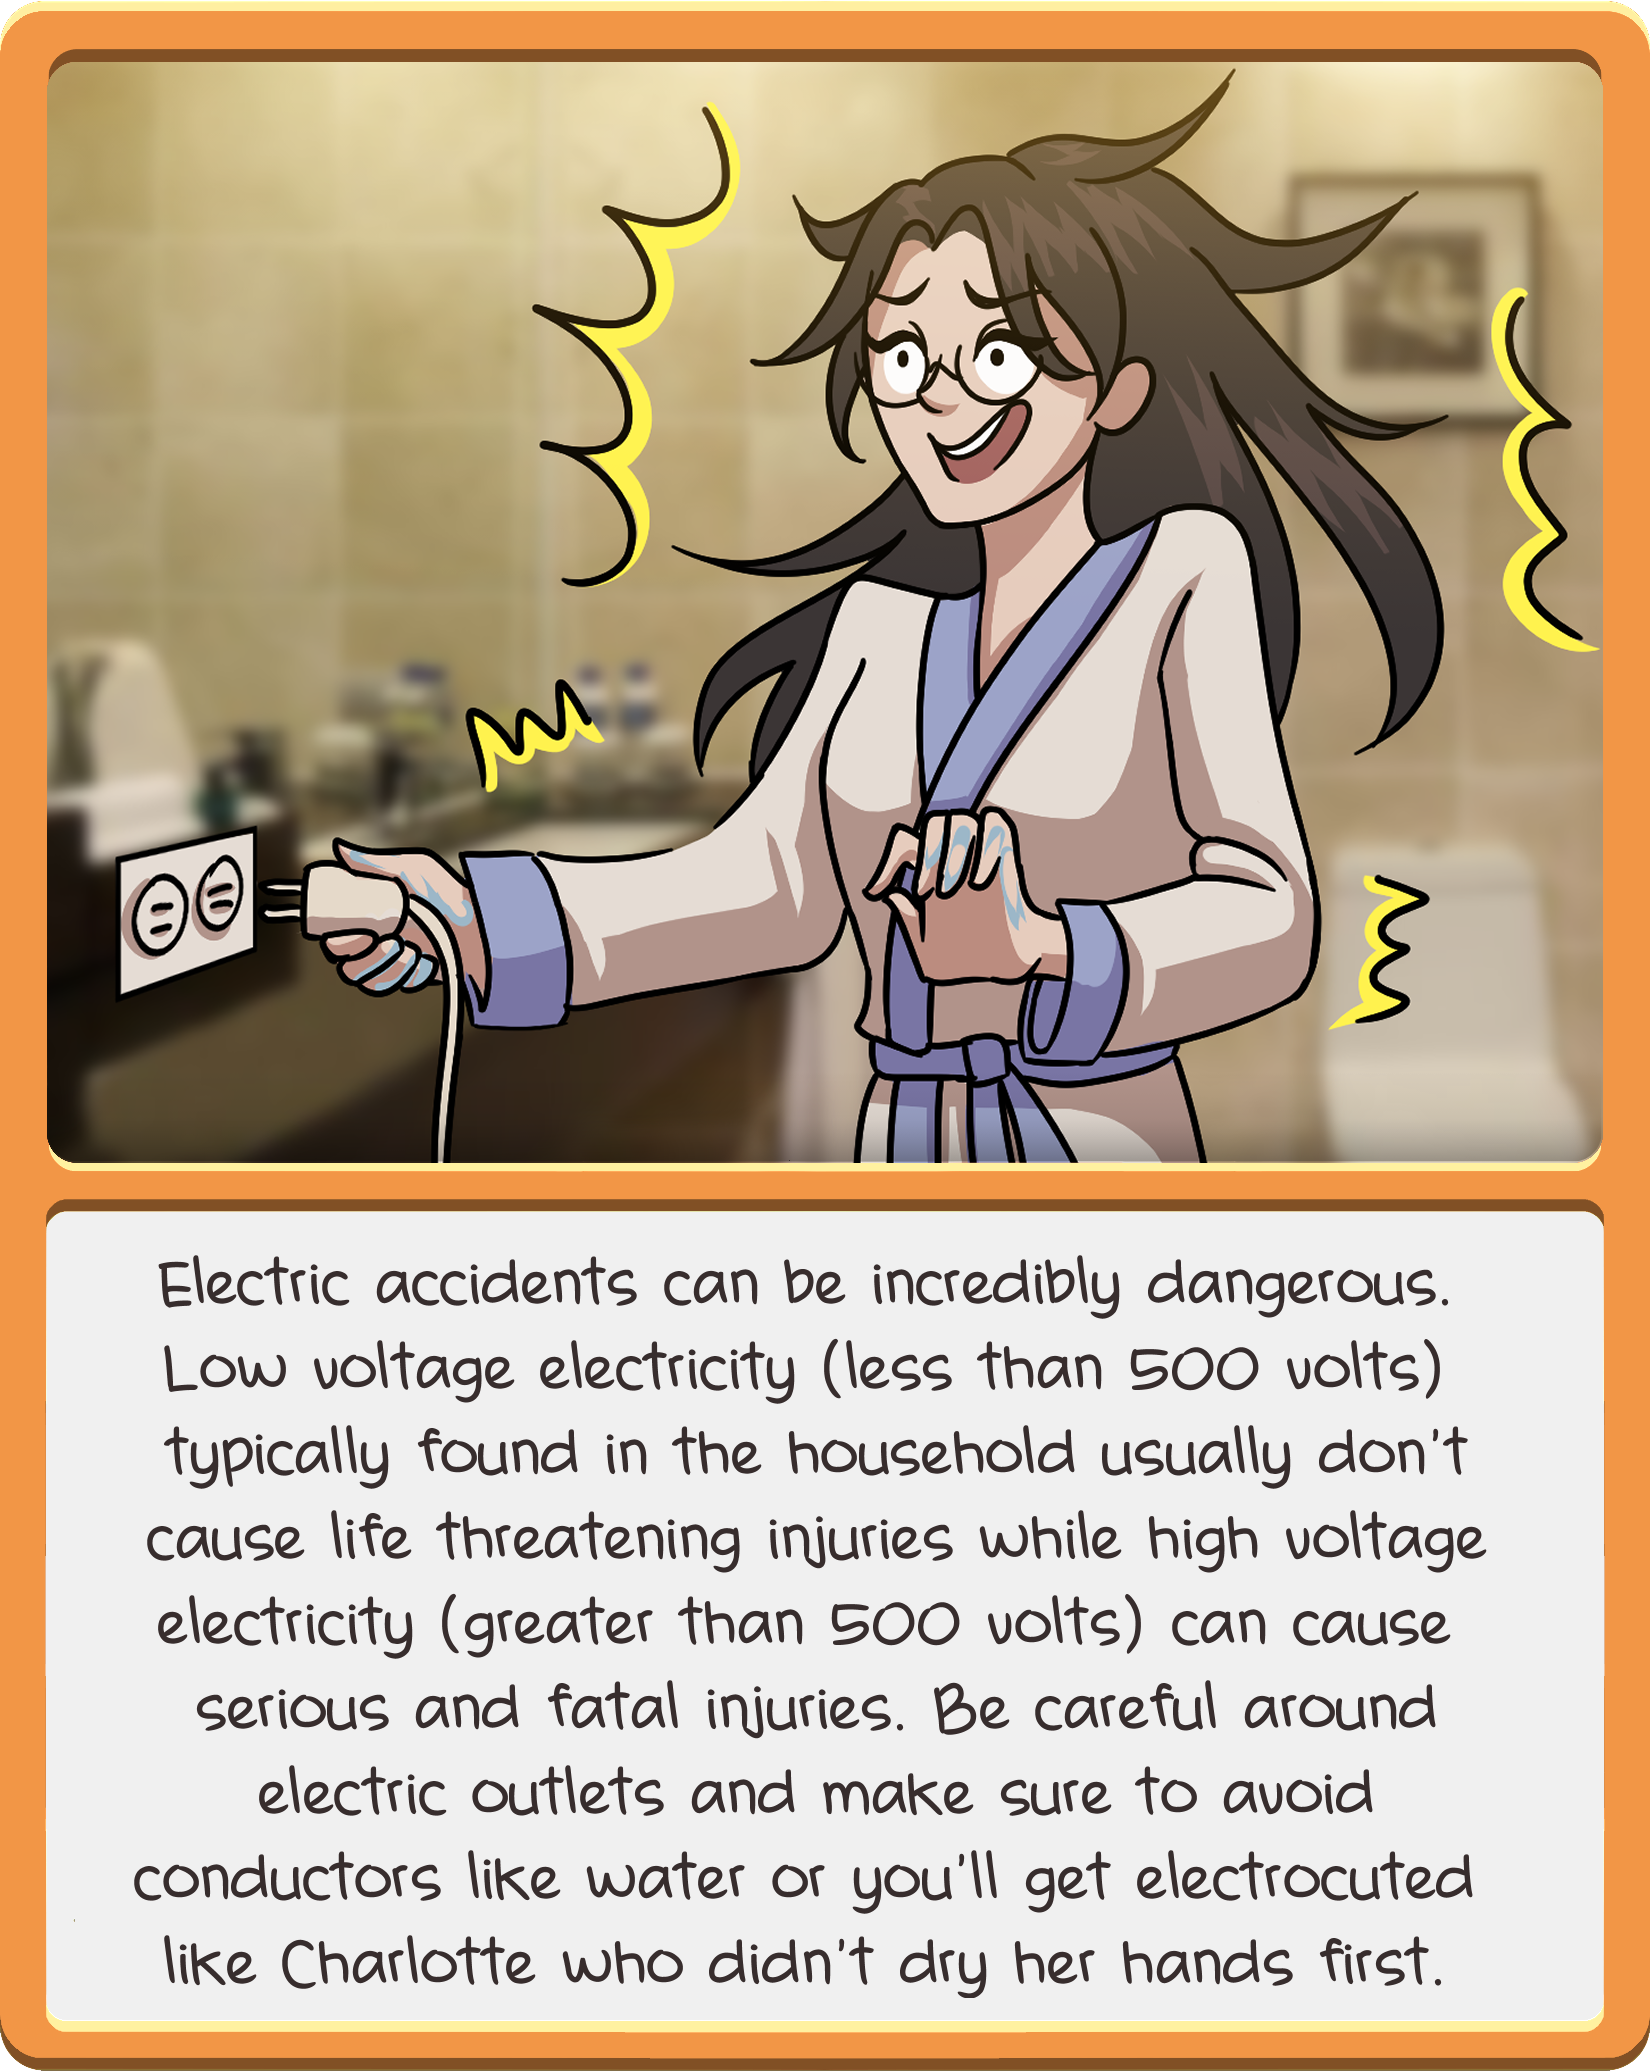 Electric accidents can be incredibly dangerous.
Low voltage electricity (less than 500 volts)
typically found in the household usually don't
cause life threatening injuries while high voltage
electricity (greater than 500 volts) can cause
serious and fatal injuries. Be careful around
electric outlets and make sure to avoid
conductors like water or you'll get electrocuted
like Charlotte who didn't dry her hands first.